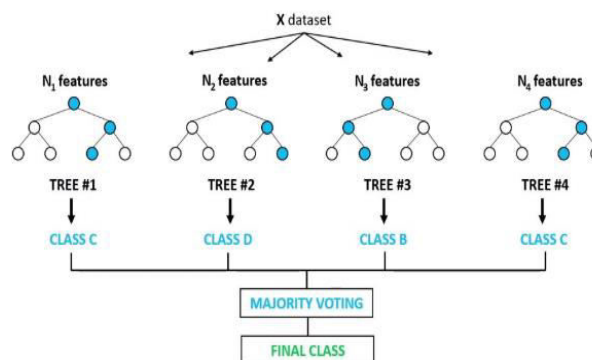 X dataset
N₁ features
N₂ features
N₃ features
N₄ features
TREE #1
TREE #2
TREE #3
TREE #4
CLASS C
CLASS D
CLASS B
CLASS C
MAJORITY VOTING
FINAL CLASS